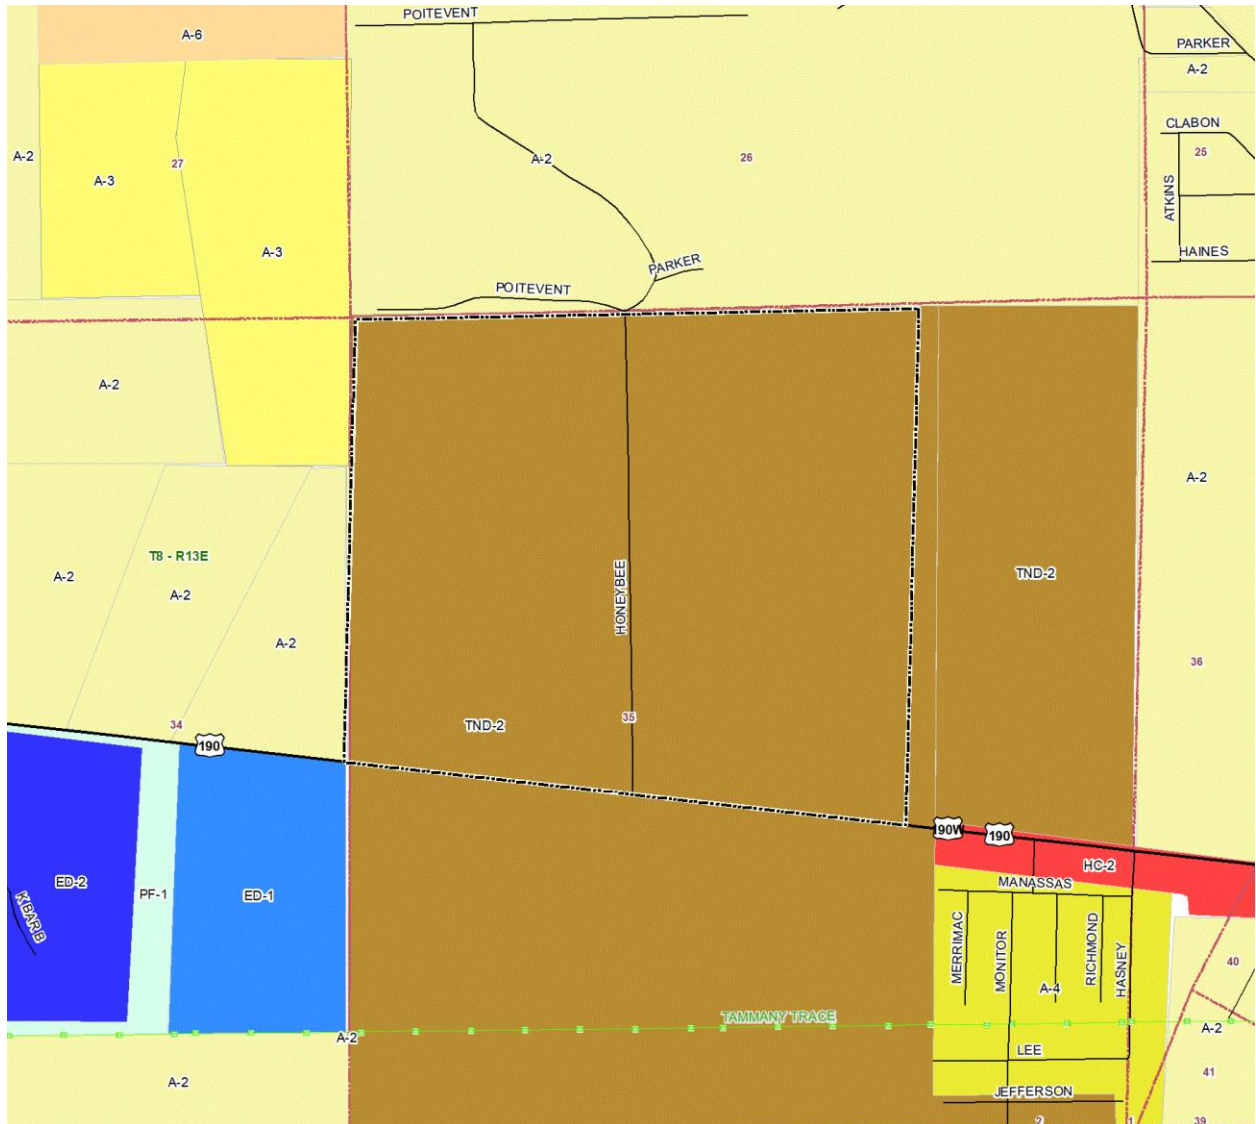 POITEVENT
A-6
PARKER
A-2
CLABON
25
A-2
27
A-2
26
A-3
ATKINS
A-3
HAINES
PARKER
POITEVENT
A-2
A-2
T8 - R13E
A-2
A-2
TND-2
HONEYBEE
A-2
36
34
TND-2
35
190
190W
190
HC-2
ED-2
PF-1
ED-1
MANASSAS
K BAR B
MERRIMAC
MONITOR
RICHMOND
HASNEY
40
A-4
TAMMANY TRACE
A-2
A-2
LEE
A-2
41
JEFFERSON
2
1
39